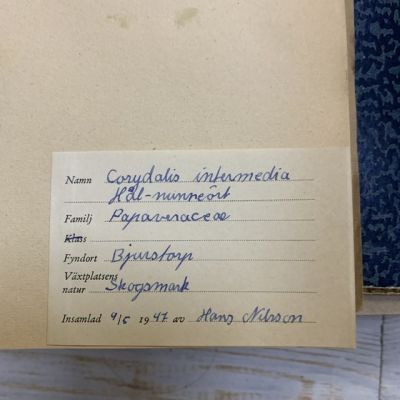 Namn Corydalis intermedia
Hål-nunneört
Familj Papaveraceae
Klass
Fyndort Bjurstorp
Växtplatsens
natur Skogsmark
Insamlad 9/5 1947 av Hans Nilsson